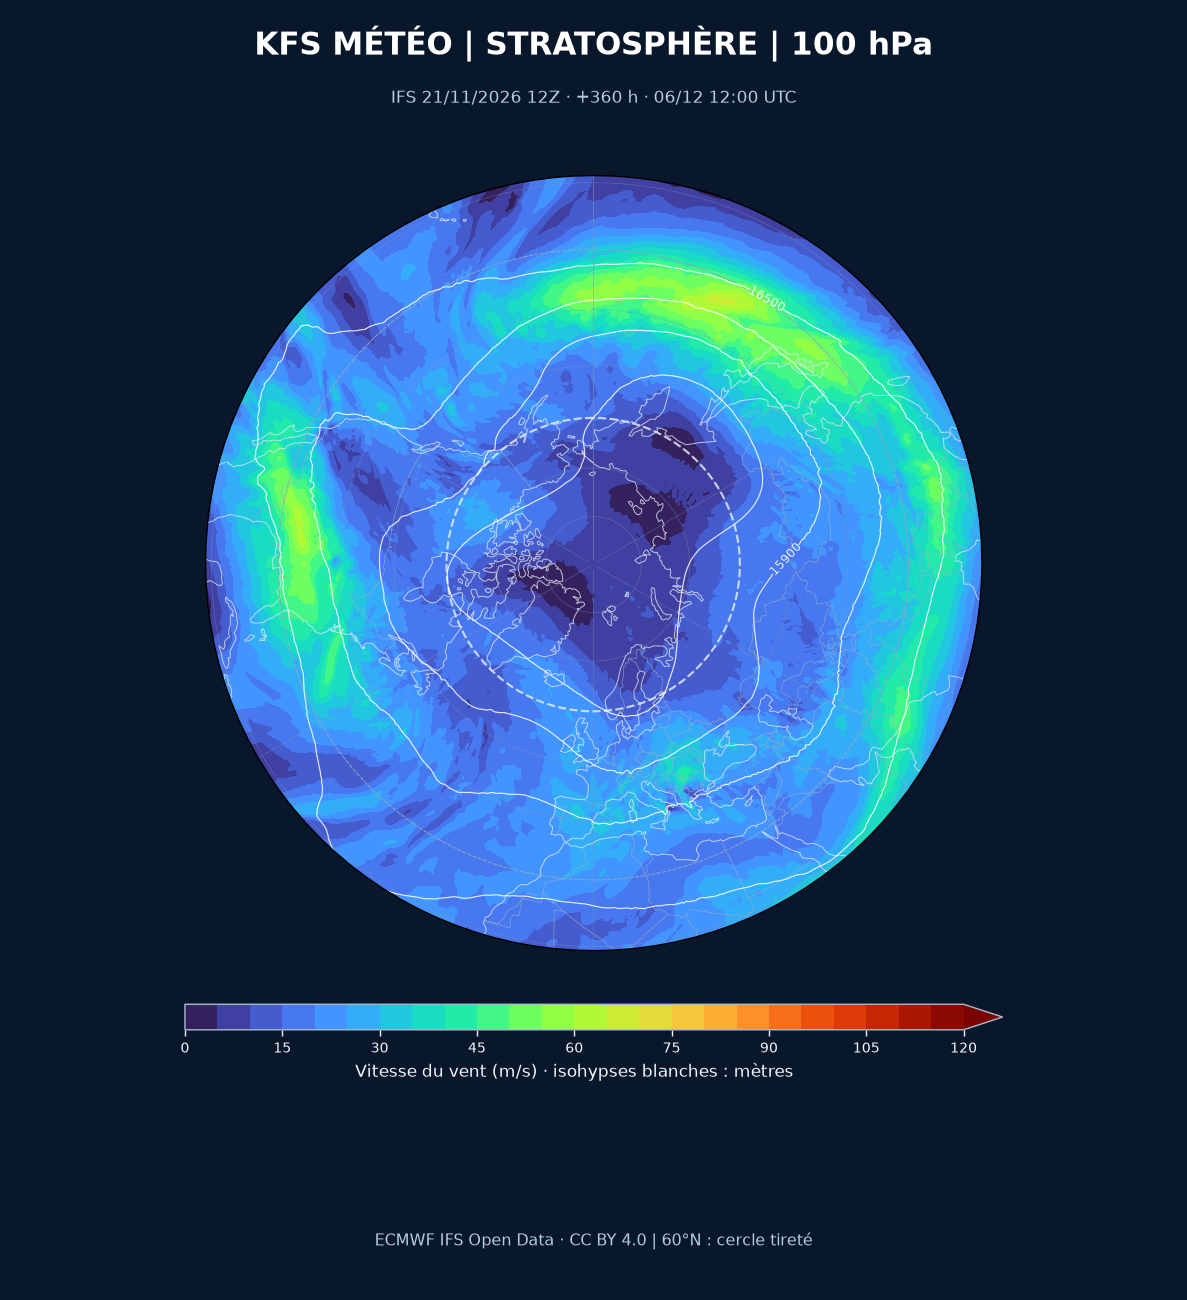 KFS MÉTÉO | STRATOSPHÈRE | 100 hPa
IFS 21/11/2026 12Z · +360 h · 06/12 12:00 UTC
16500
15900
0 15 30 45 60 75 90 105 120
Vitesse du vent (m/s) · isohypses blanches : mètres
ECMWF IFS Open Data · CC BY 4.0 | 60°N : cercle tireté